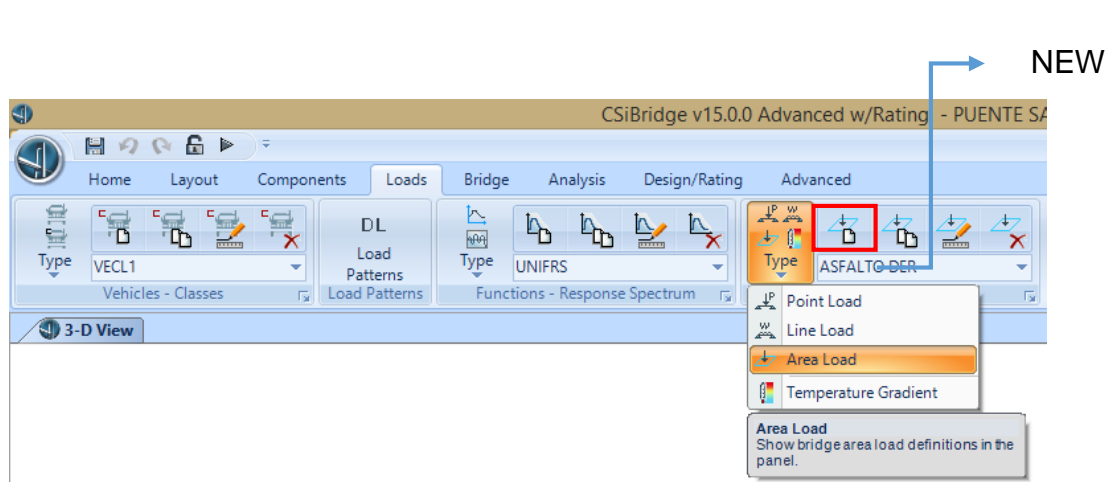 NEW
CSiBridge v15.0.0 Advanced w/Rating - PUENTE SA
Home Layout Components Loads Bridge Analysis Design/Rating Advanced
Type
VECL1
Vehicles - Classes
DL
Load
Patterns
Load Patterns
Type
UNIFRS
Functions - Response Spectrum
P W
Type
ASFALTO DER
3-D View
P Point Load
W Line Load
Area Load
Temperature Gradient
Area Load
Show bridge area load definitions in the
panel.